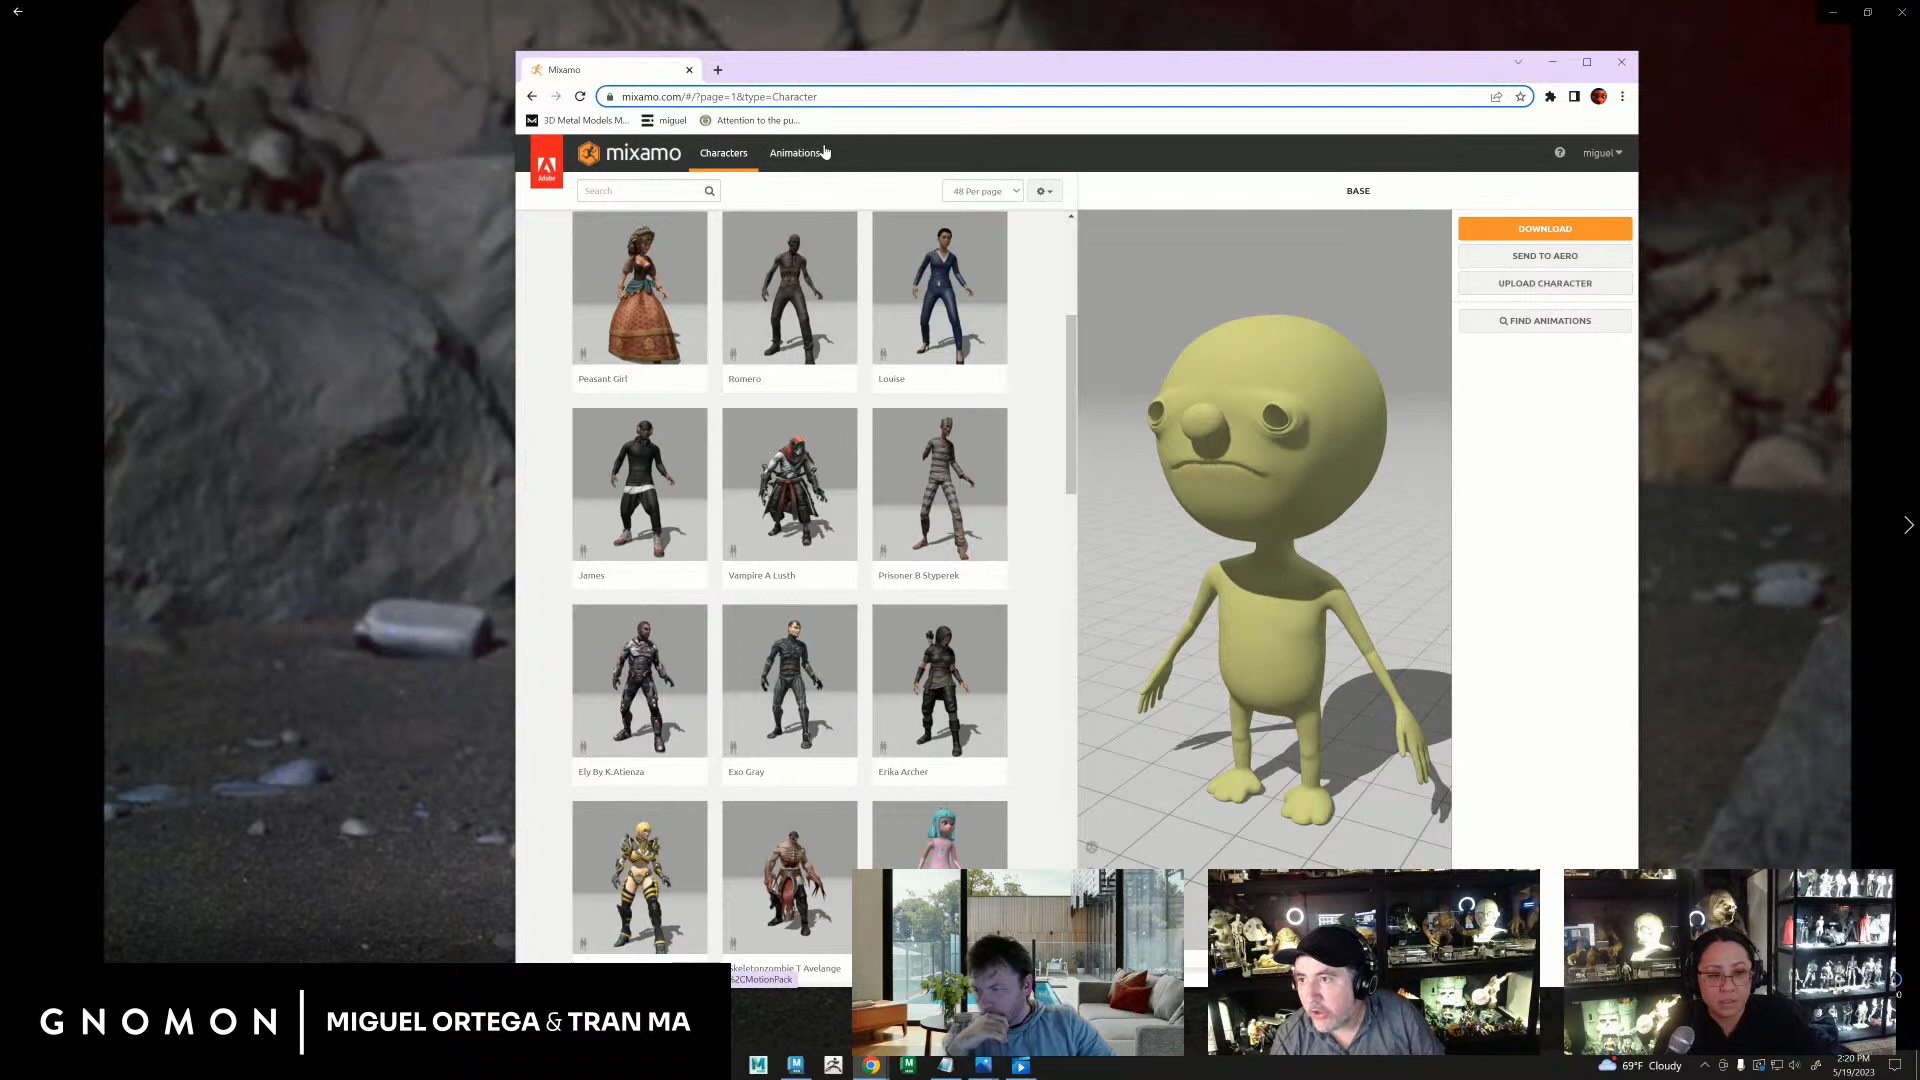 Mixamo
mixamo.com/#/?page=1&type=Character
3D Metal Models M...
miguel
Attention to the pu...
Adobe
mixamo
Characters
Animations
miguel
Search
48 Per page
BASE
DOWNLOAD
SEND TO AERO
UPLOAD CHARACTER
FIND ANIMATIONS
Peasant Girl
Romero
Louise
James
Vampire A Lusth
Prisoner B Styperek
Ely By K.Atienza
Exo Gray
Erika Archer
skeletonzombie T Avelange
%2CMotionPack
GNOMON
MIGUEL ORTEGA & TRAN MA
69°F Cloudy
2:20 PM
5/19/2023